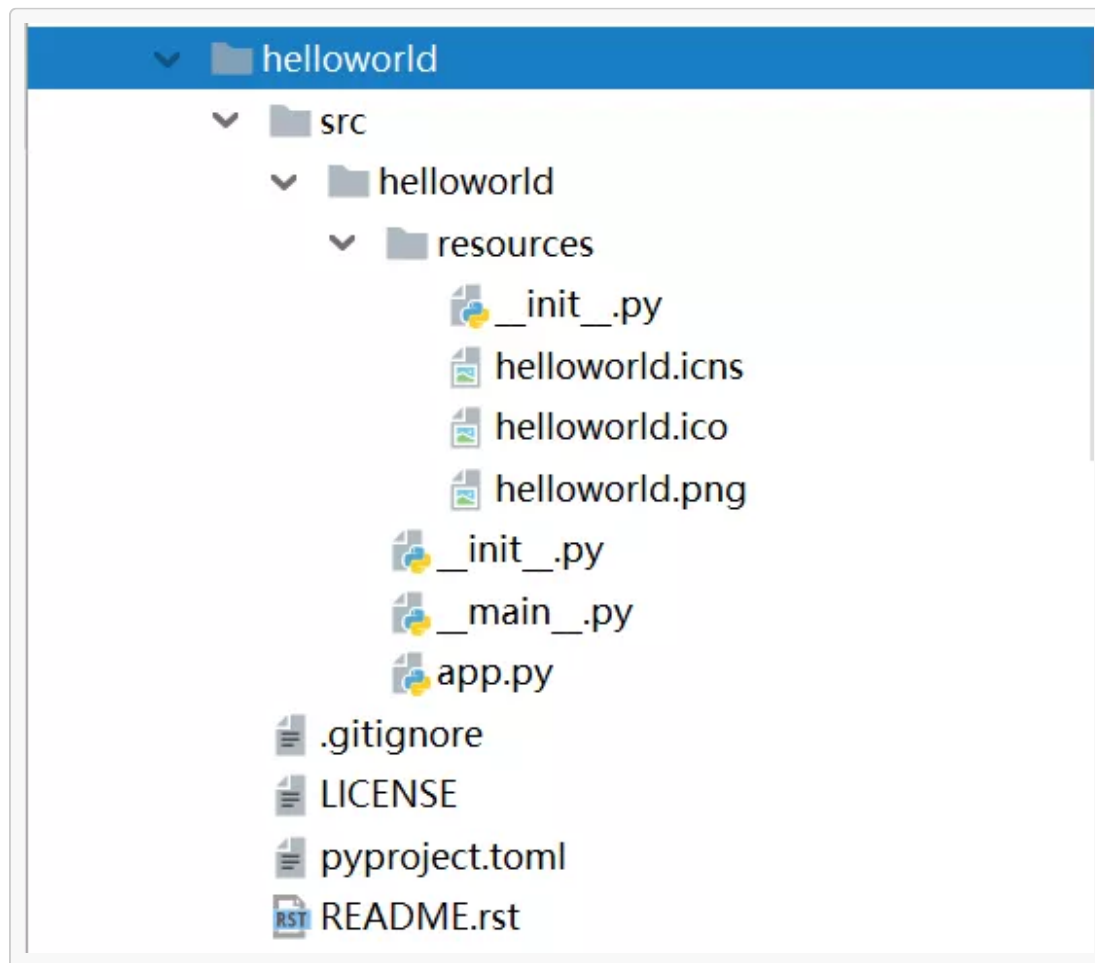 helloworld
src
helloworld
resources
__init__.py
helloworld.icns
helloworld.ico
helloworld.png
__init__.py
__main__.py
app.py
.gitignore
LICENSE
pyproject.toml
RST README.rst